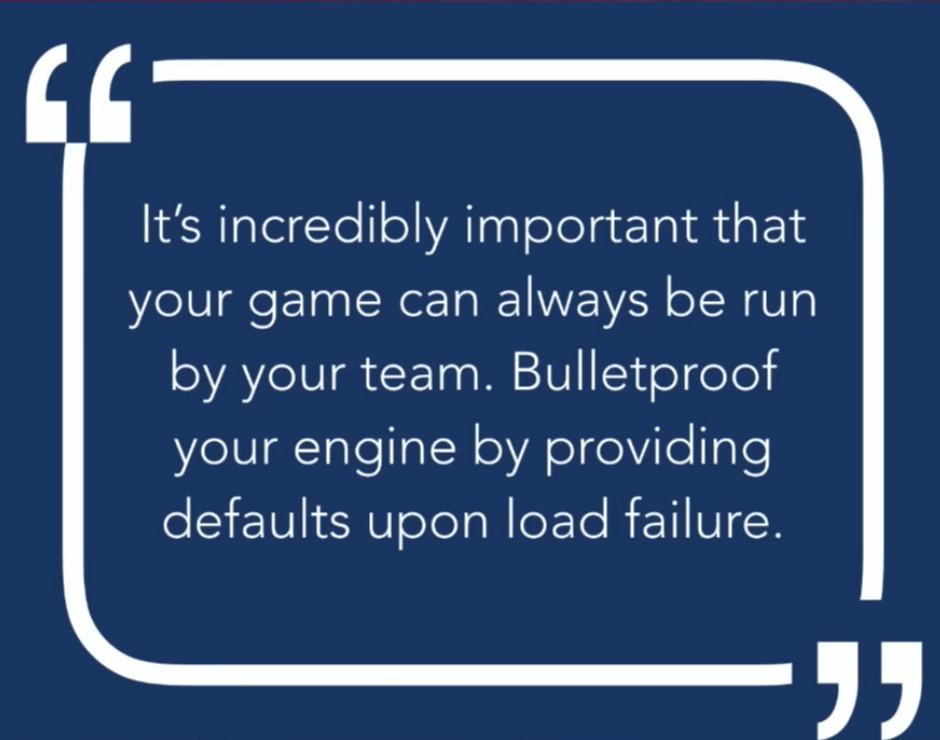 It’s incredibly important that
your game can always be run
by your team. Bulletproof
your engine by providing
defaults upon load failure.